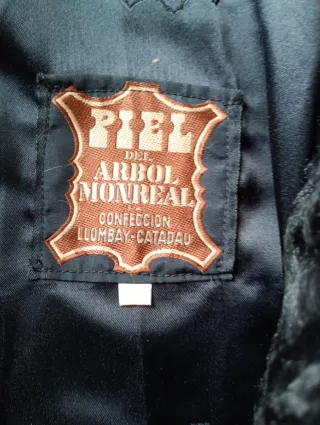 PIEL
DEL
ARBOL
MONREAL
CONFECCION
LLOMBAY-CATADAU